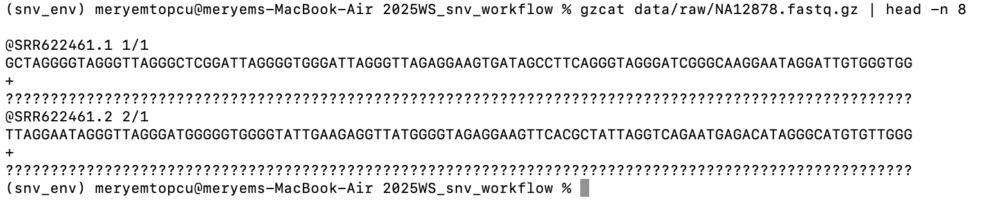 (snv_env) meryemtopcu@meryems-MacBook-Air 2025WS_snv_workflow % gzcat data/raw/NA12878.fastq.gz | head -n 8
@SRR622461.1 1/1
GCTAGGGGTAGGGTTAGGGCTCGGATTAGGGGTGGGATTAGGGTTAGAGGAAGTGATAGCCTTCAGGGTAGGGATCGGGCAAGGAATAGGATTGTGGGTGG
+
?????????????????????????????????????????????????????????????????????????????????????????????????????
@SRR622461.2 2/1
TTAGGAATAGGGTTAGGGATGGGGGTGGGGTATTGAAGAGGTTATGGGGTAGAGGAAGTTCACGCTATTAGGTCAGAATGAGACATAGGGCATGTGTTGGG
+
?????????????????????????????????????????????????????????????????????????????????????????????????????
(snv_env) meryemtopcu@meryems-MacBook-Air 2025WS_snv_workflow %